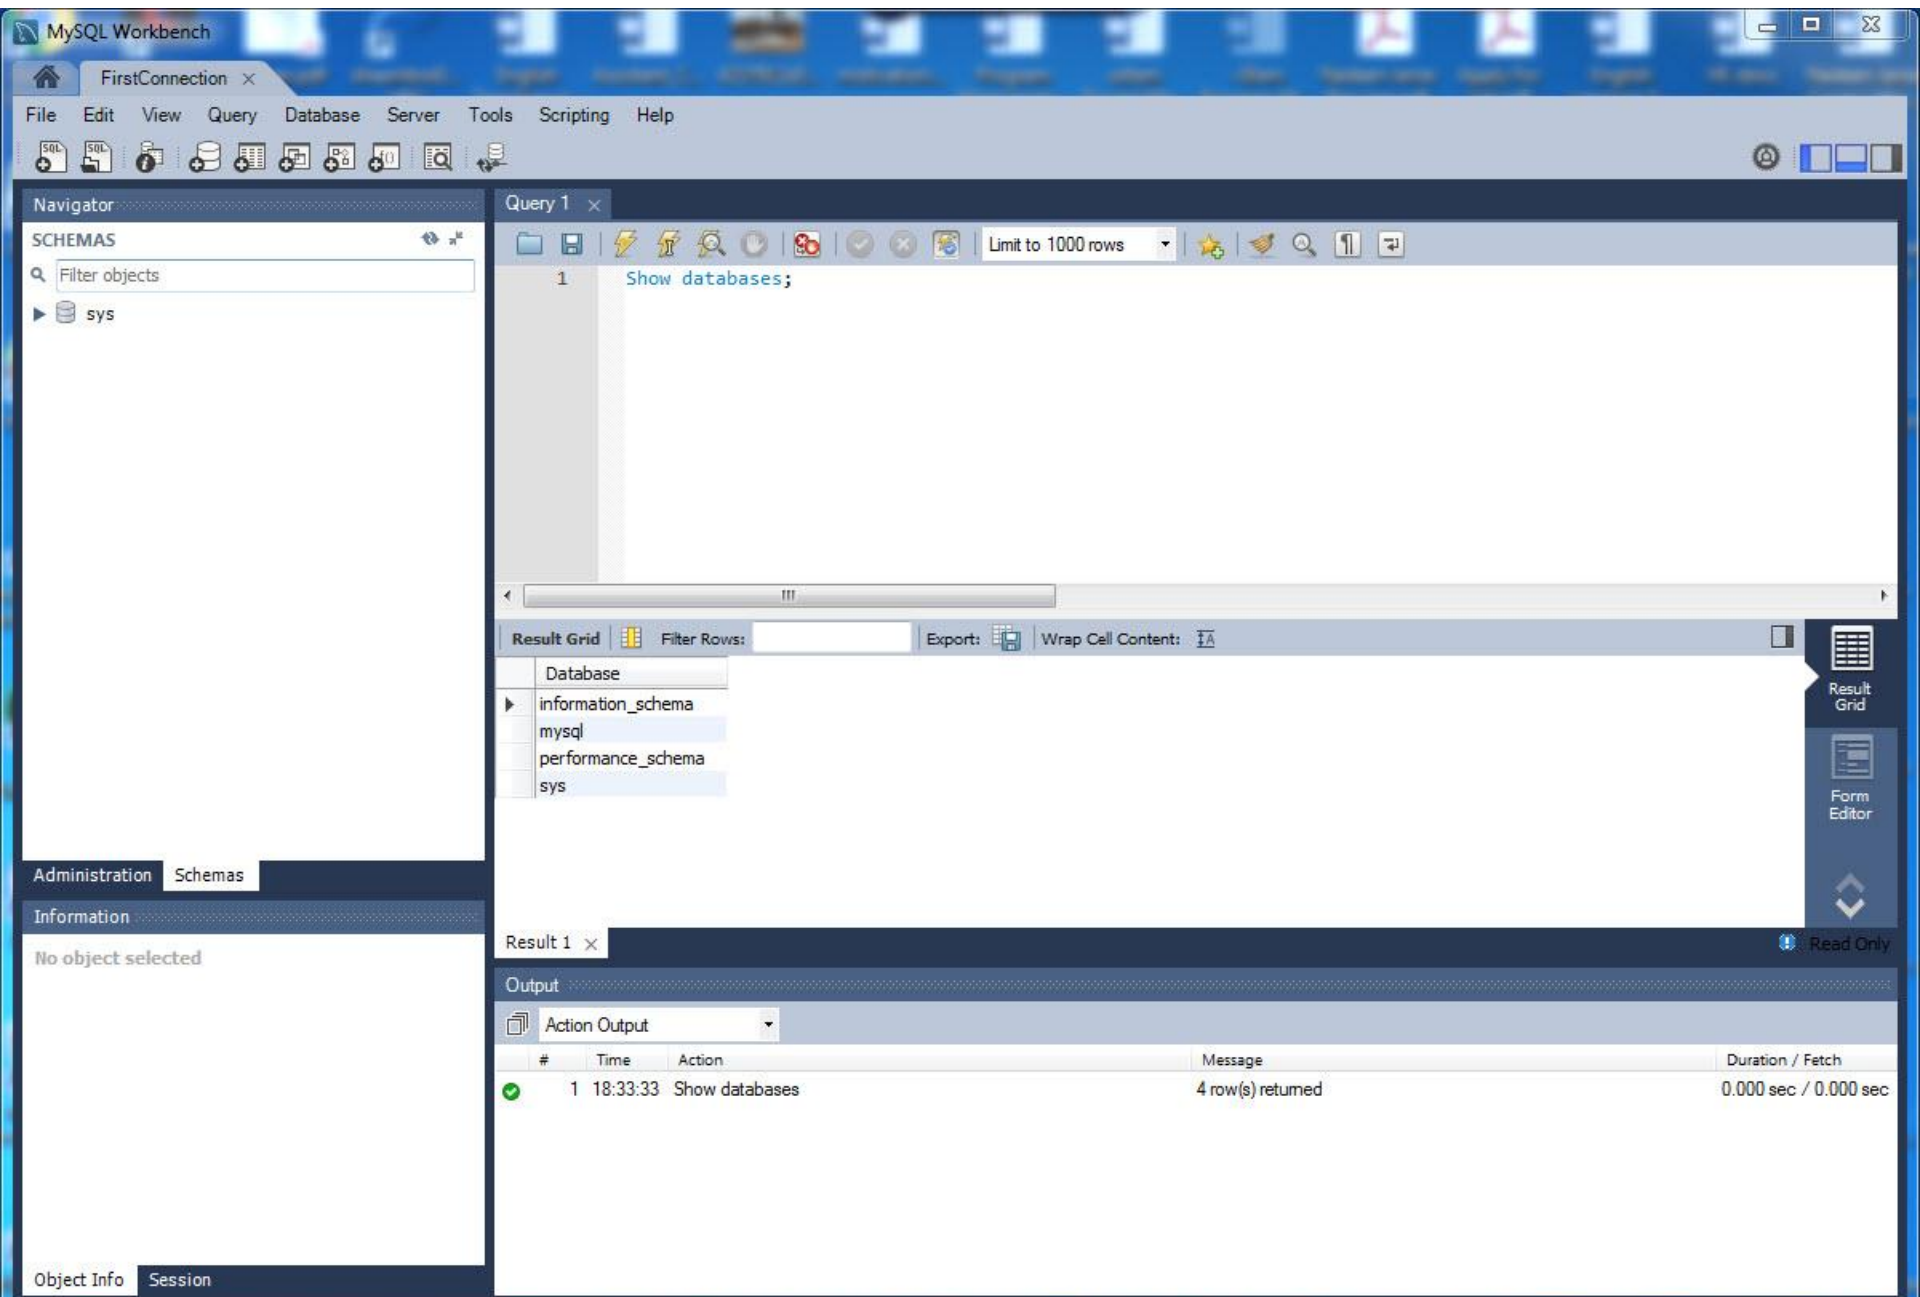 MySQL Workbench
FirstConnection
File Edit View Query Database Server Tools Scripting Help
Navigator
SCHEMAS
Filter objects
sys
Administration Schemas
Information
No object selected
Object Info Session
Query 1
Limit to 1000 rows
1 Show databases;
Result Grid Filter Rows: Export: Wrap Cell Content:
Database
information_schema
mysql
performance_schema
sys
Result
Grid
Form
Editor
Result 1 Read Only
Output
Action Output
# Time Action Message Duration / Fetch
1 18:33:33 Show databases 4 row(s) returned 0.000 sec / 0.000 sec